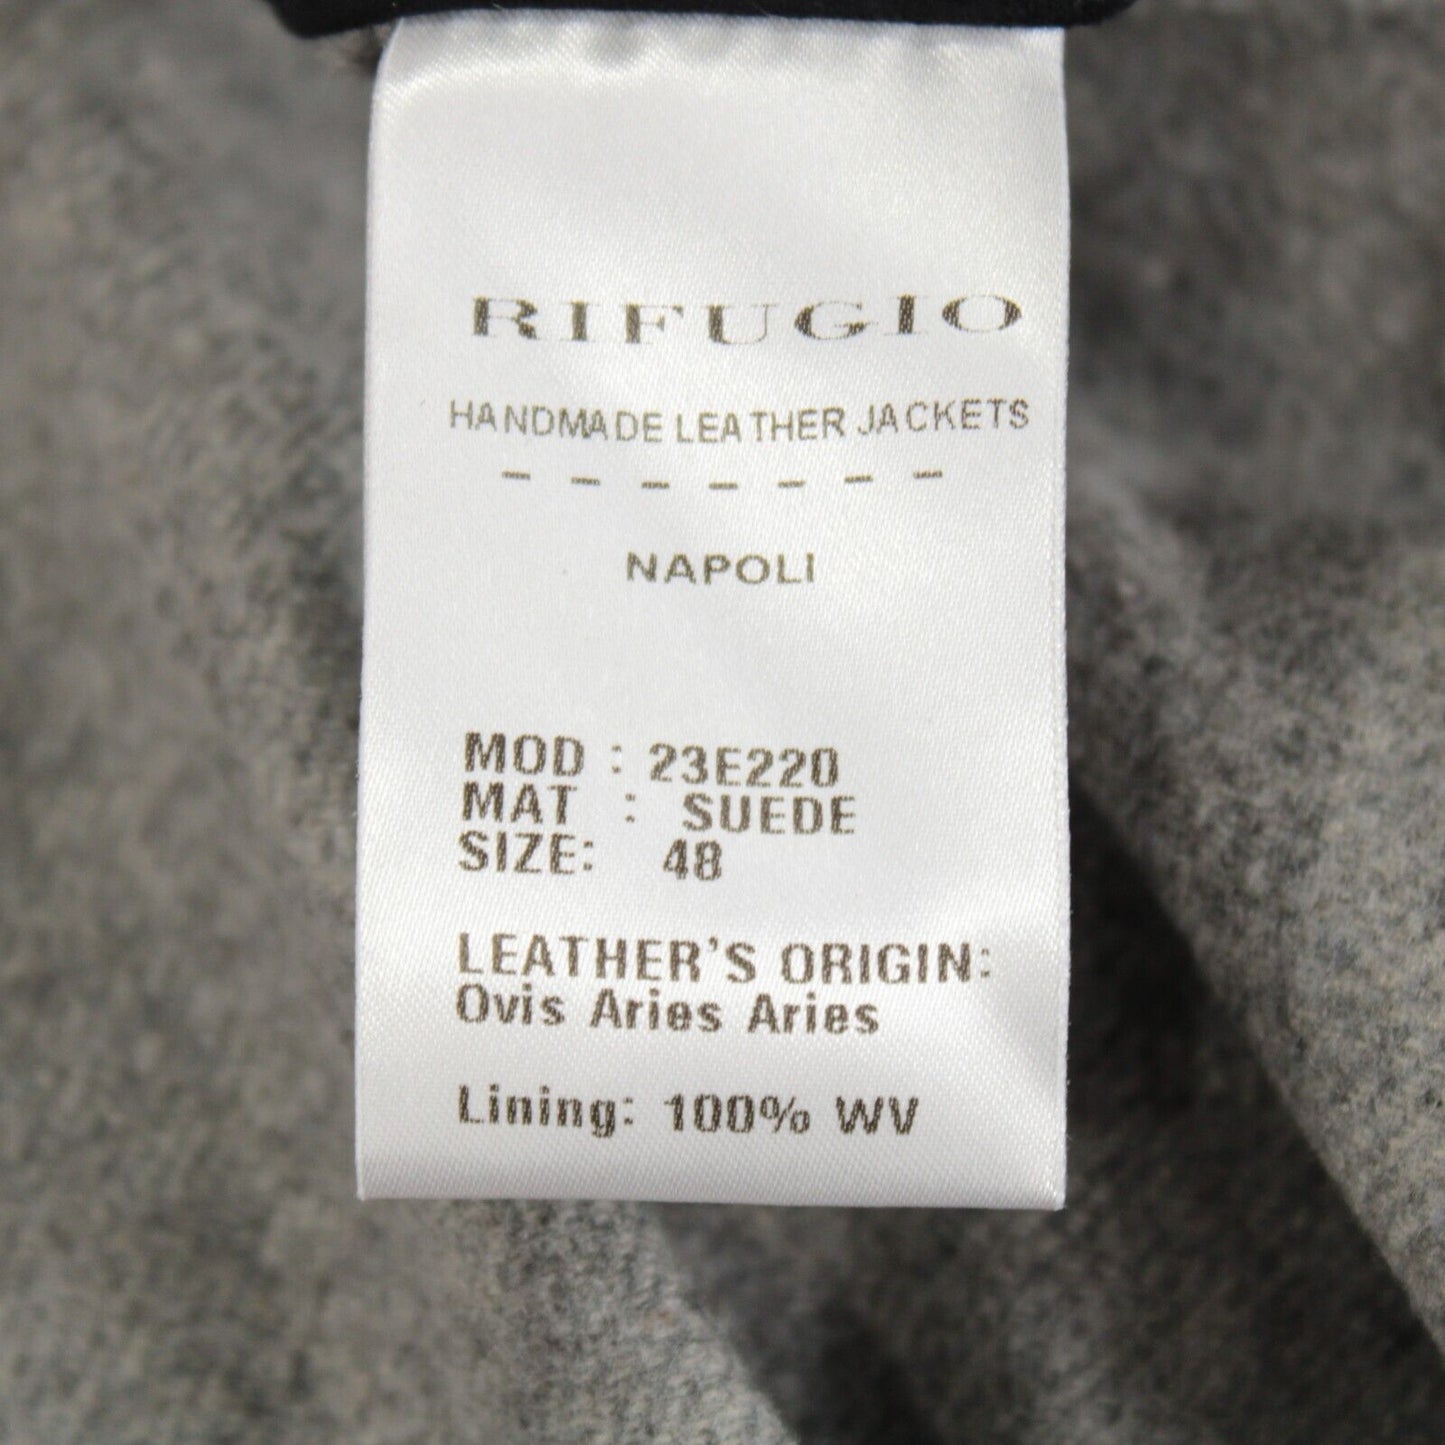 RIFUGIO
HANDMADE LEATHER JACKETS
- - - - - - -
NAPOLI
MOD : 23E220
MAT : SUEDE
SIZE: 48
LEATHER'S ORIGIN:
Ovis Aries Aries
Lining: 100% WV